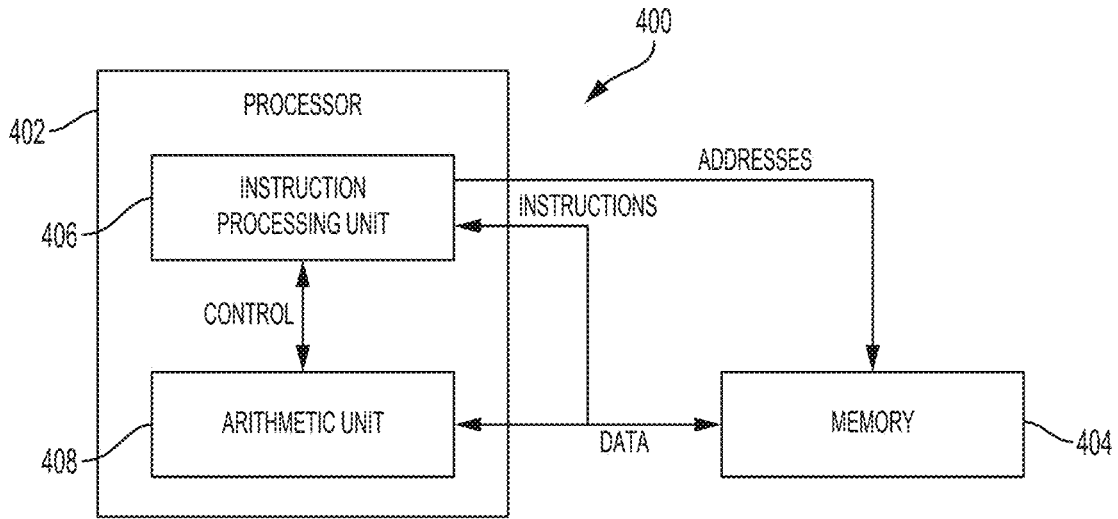 400
PROCESSOR
402
ADDRESSES
INSTRUCTION
PROCESSING UNIT
INSTRUCTIONS
406
CONTROL
ARITHMETIC UNIT
MEMORY
DATA
408
404